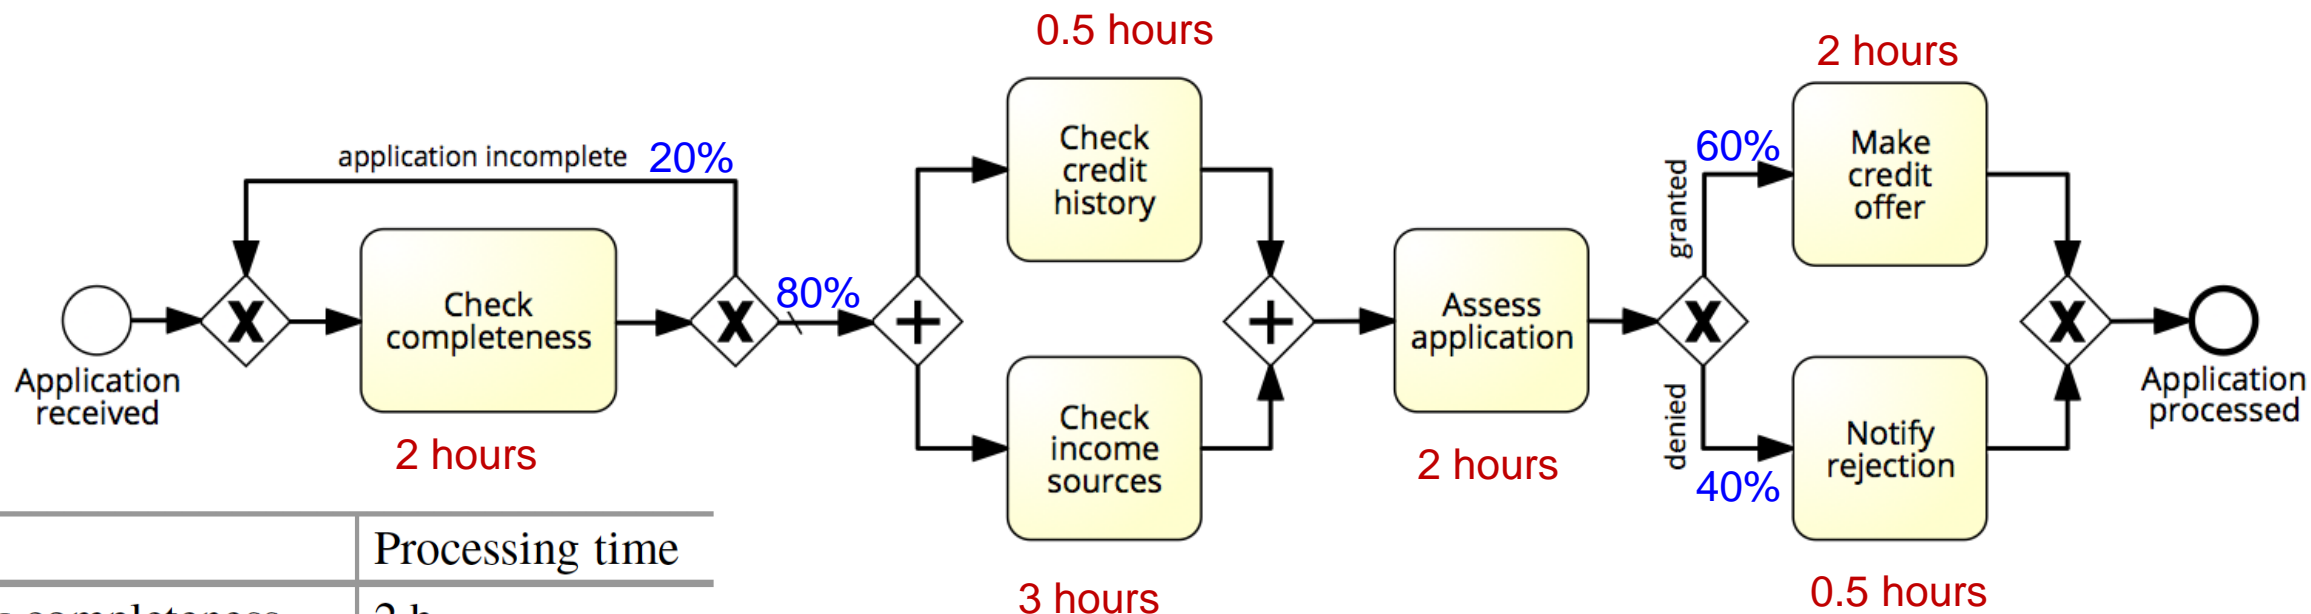 0.5 hours
2 hours
application incomplete 20%
Check
credit
history
granted
60%
Make
credit
offer
Application
received
X
Check
completeness
X
80%
+
+
Assess
application
X
X
Application
processed
2 hours
Check
income
sources
2 hours
denied
40%
Notify
rejection
Processing time
completeness
2 h
3 hours
0.5 hours